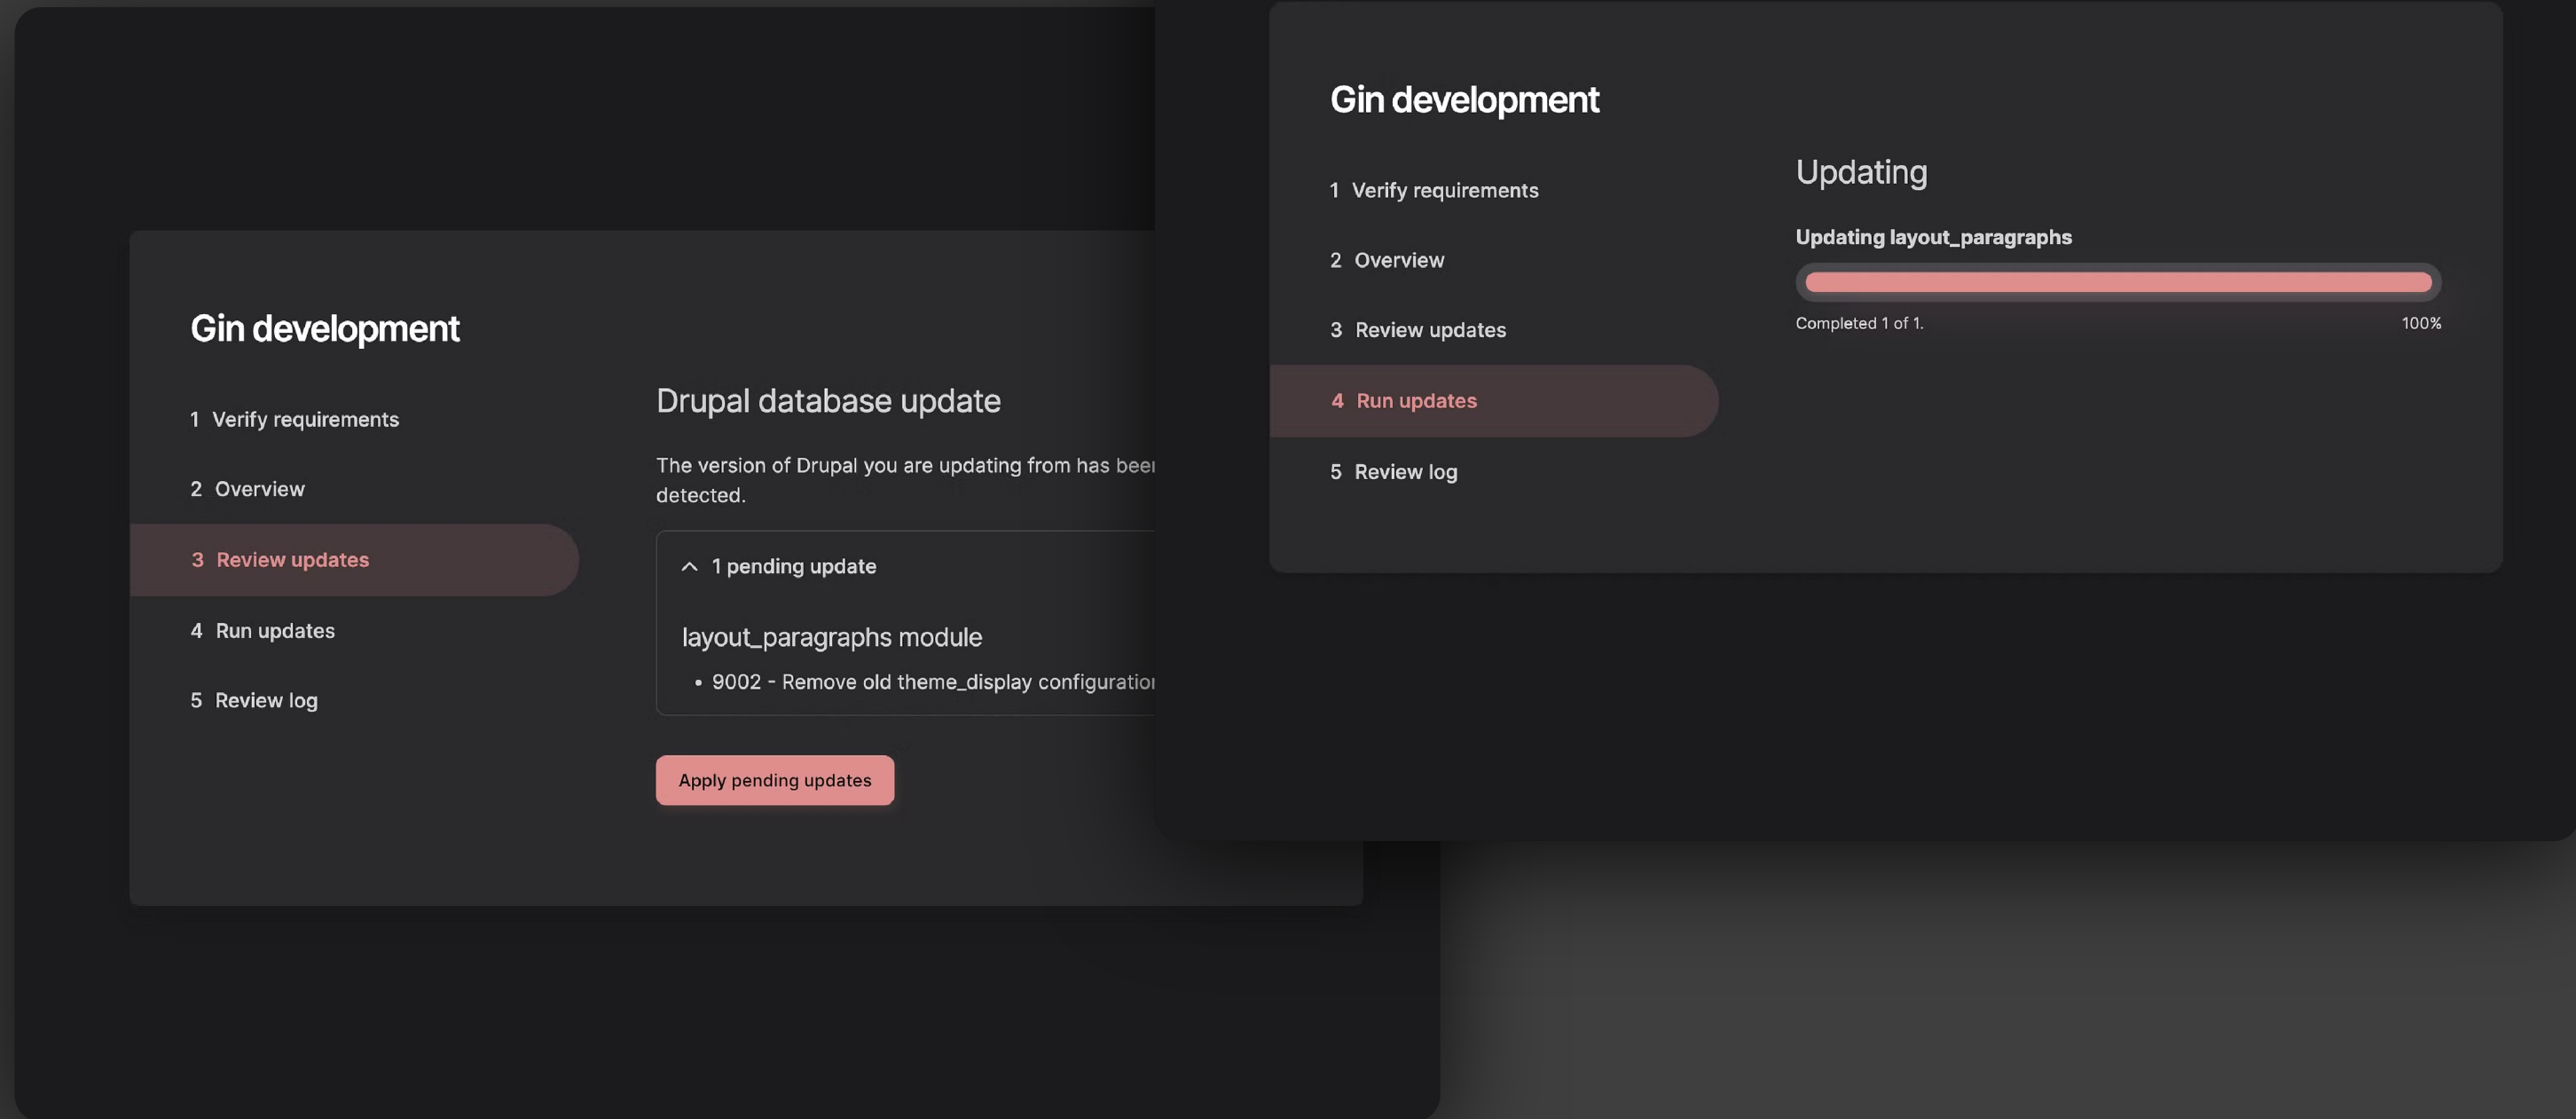 Gin development
1 Verify requirements
2 Overview
3 Review updates
4 Run updates
5 Review log
Drupal database update
The version of Drupal you are updating from has been
detected.
1 pending update
layout_paragraphs module
9002 - Remove old theme_display configuration
Apply pending updates
Gin development
1 Verify requirements
2 Overview
3 Review updates
4 Run updates
5 Review log
Updating
Updating layout_paragraphs
Completed 1 of 1.
100%